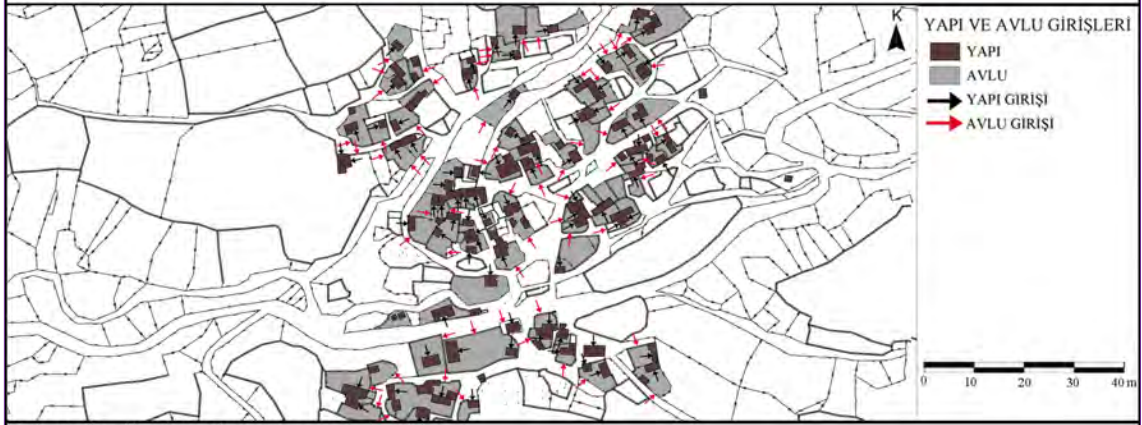 K
YAPI VE AVLU GİRİŞLERİ
YAPI
AVLU
YAPI GİRİŞİ
AVLU GİRİŞİ
0 10 20 30 40 m